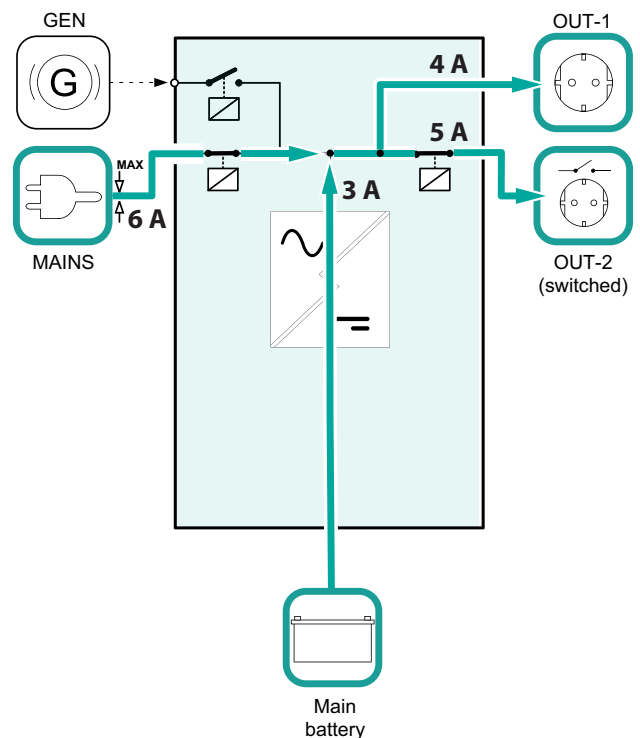 GEN
G
MAX
6 A
MAINS
3 A
4 A
5 A
OUT-1
OUT-2
(switched)
Main
battery